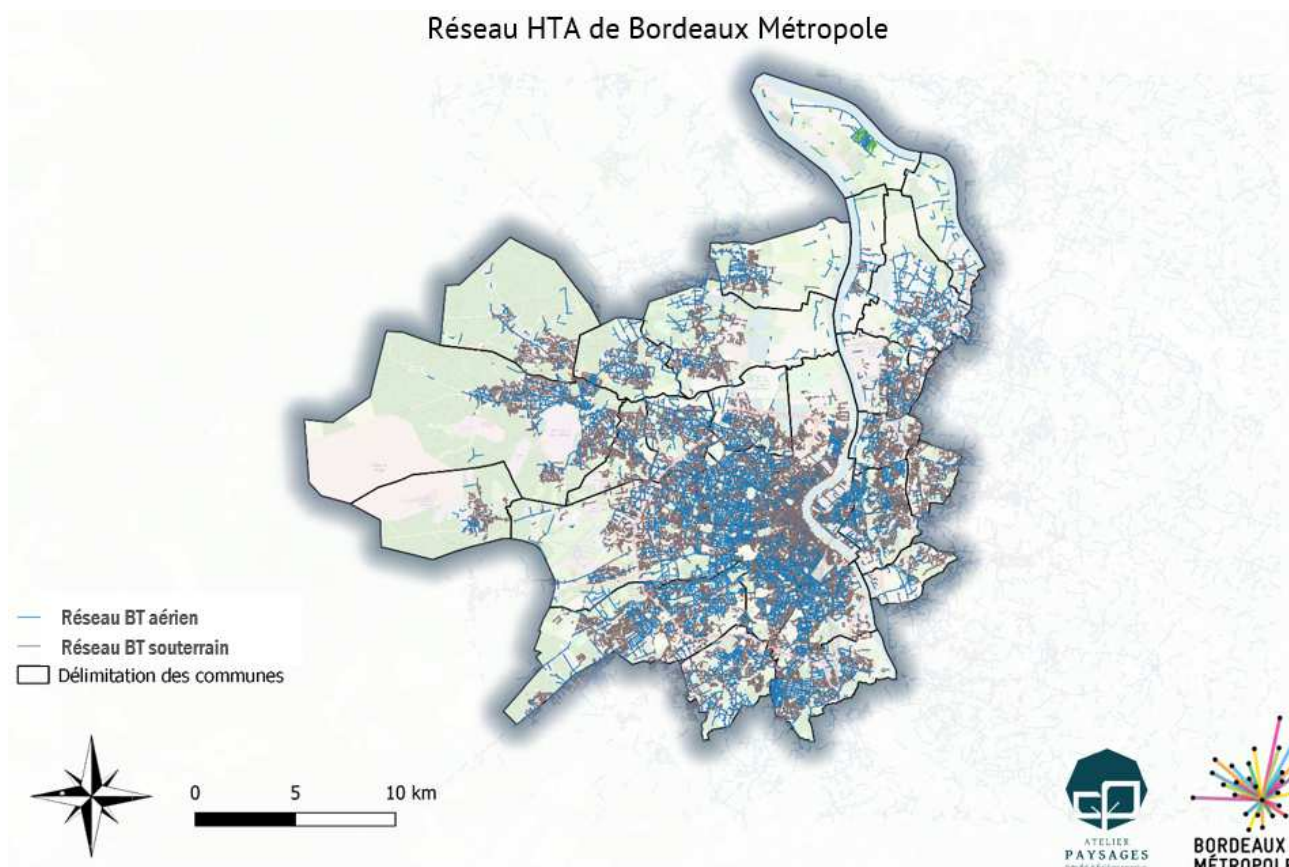 Réseau HTA de Bordeaux Métropole
Réseau BT aérien
Réseau BT souterrain
Délimitation des communes
0 5 10 km
ATELIER
PAYSAGES
BORDEAUX
MÉTROPOLE